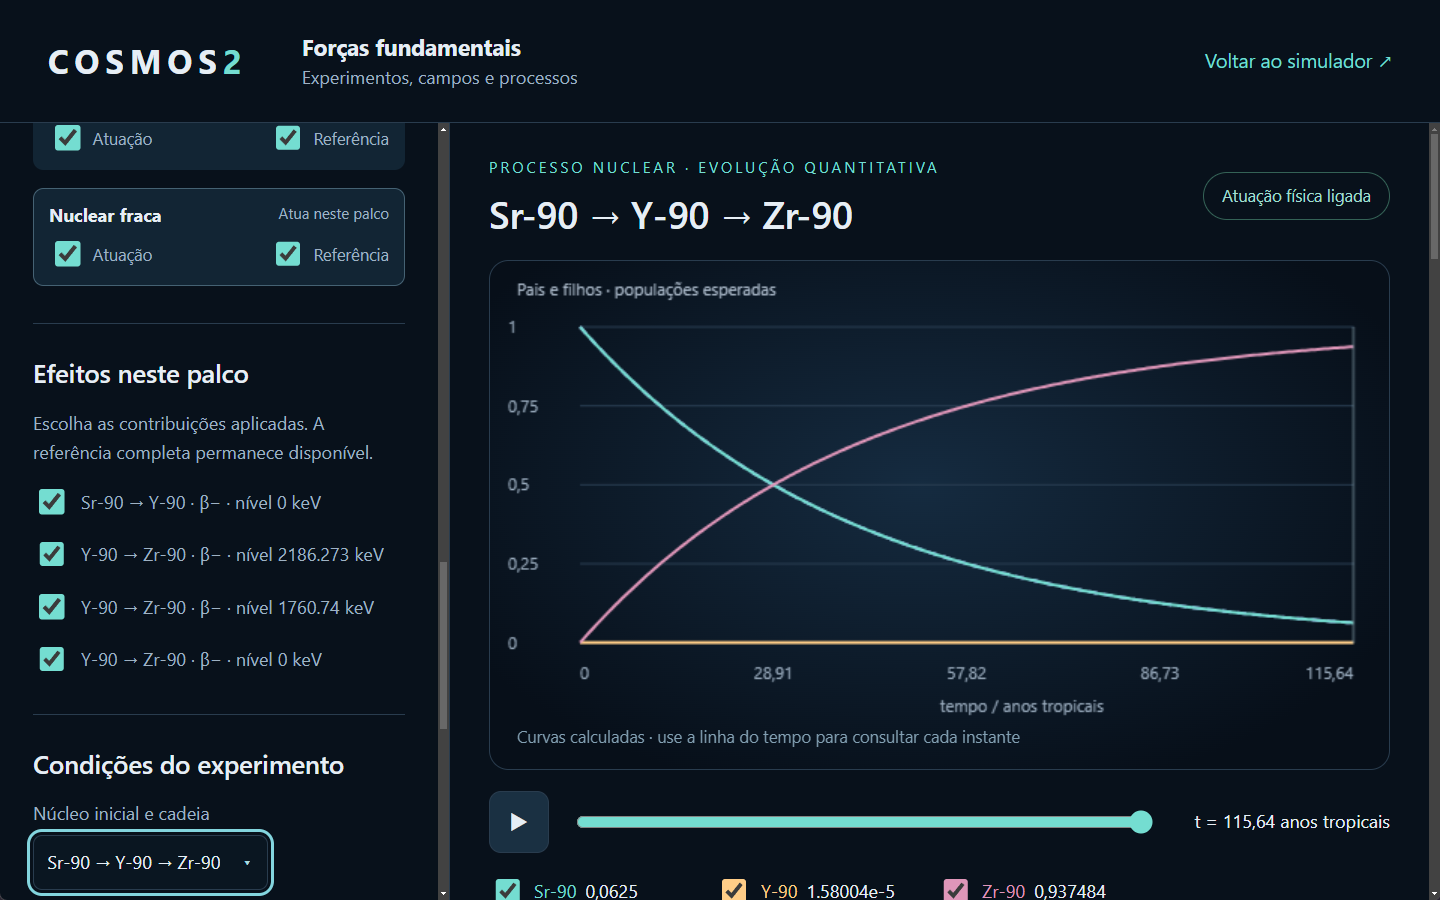 COSMOS2
Forças fundamentais
Experimentos, campos e processos
Voltar ao simulador ↗
Atuação
Referência
Nuclear fraca
Atua neste palco
Atuação
Referência
Efeitos neste palco
Escolha as contribuições aplicadas. A
referência completa permanece disponível.
Sr-90 → Y-90 · β− · nível 0 keV
Y-90 → Zr-90 · β− · nível 2186.273 keV
Y-90 → Zr-90 · β− · nível 1760.74 keV
Y-90 → Zr-90 · β− · nível 0 keV
Condições do experimento
Núcleo inicial e cadeia
Sr-90 → Y-90 → Zr-90
PROCESSO NUCLEAR · EVOLUÇÃO QUANTITATIVA
Sr-90 → Y-90 → Zr-90
Atuação física ligada
Pais e filhos · populações esperadas
1
0,75
0,5
0,25
0
0
28,91
57,82
86,73
115,64
tempo / anos tropicais
Curvas calculadas · use a linha do tempo para consultar cada instante
t = 115,64 anos tropicais
Sr-90 0,0625
Y-90 1.58004e-5
Zr-90 0,937484